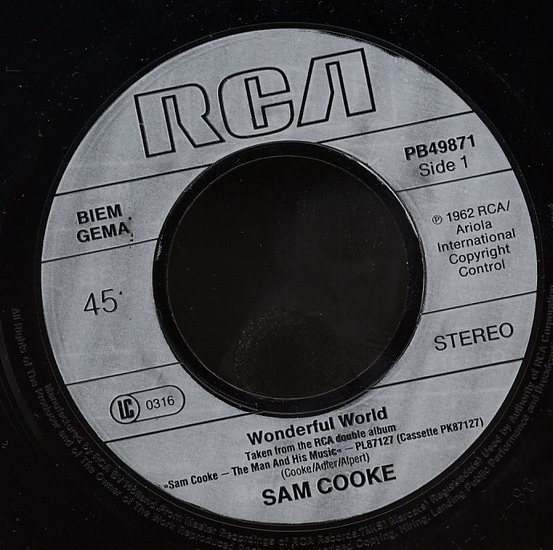 RCA
PB49871
Side 1
BIEM
GEMA
℗ 1962 RCA/
Ariola
International
Copyright
Control
45
STEREO
LC 0316
Wonderful World
Taken from the RCA double album
»Sam Cooke – The Man And His Music« – PL87127 (Cassette PK87127)
(Cooke/Adler/Alpert)
SAM COOKE